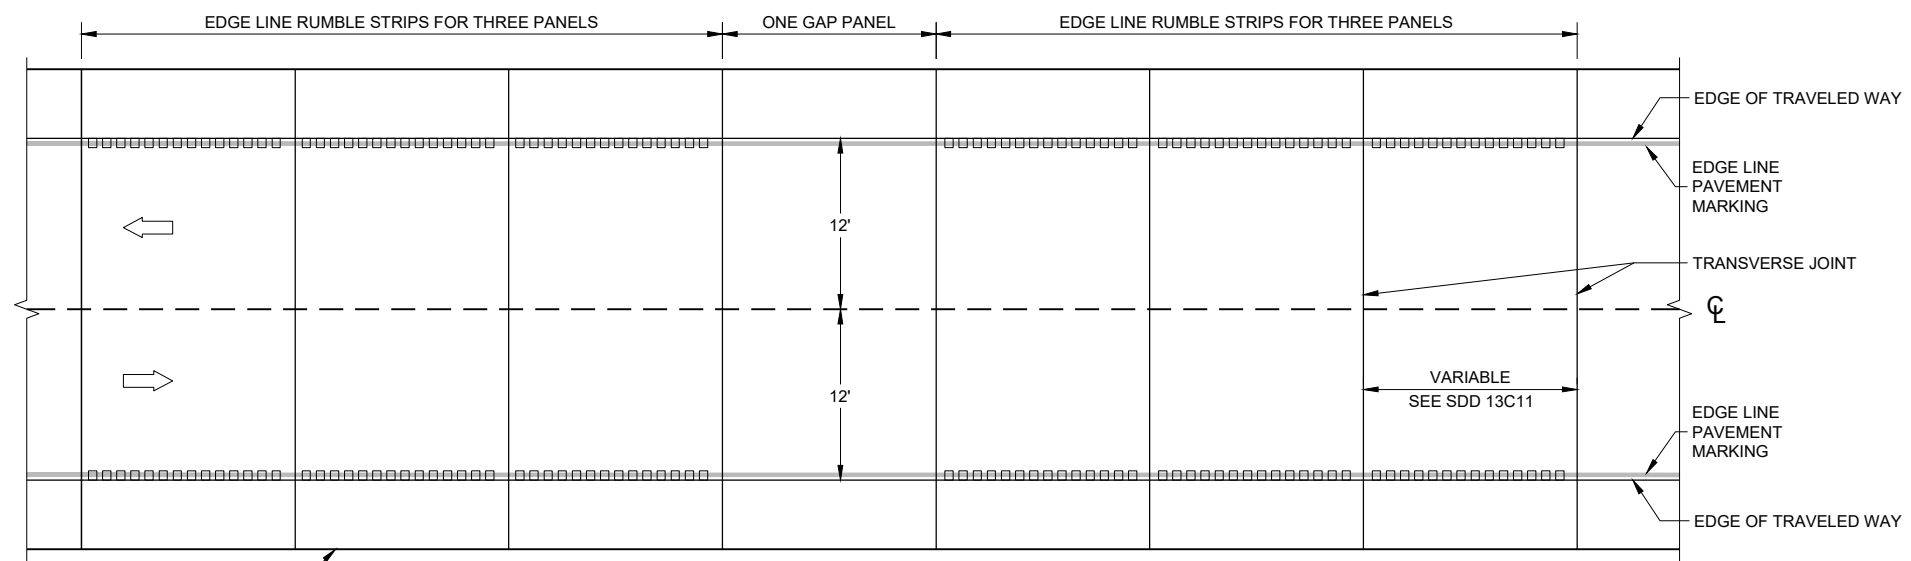 EDGE LINE RUMBLE STRIPS FOR THREE PANELS
ONE GAP PANEL
EDGE LINE RUMBLE STRIPS FOR THREE PANELS
EDGE OF TRAVELED WAY
EDGE LINE
PAVEMENT
MARKING
12'
TRANSVERSE JOINT
℄
12'
VARIABLE
SEE SDD 13C11
EDGE LINE
PAVEMENT
MARKING
EDGE OF TRAVELED WAY